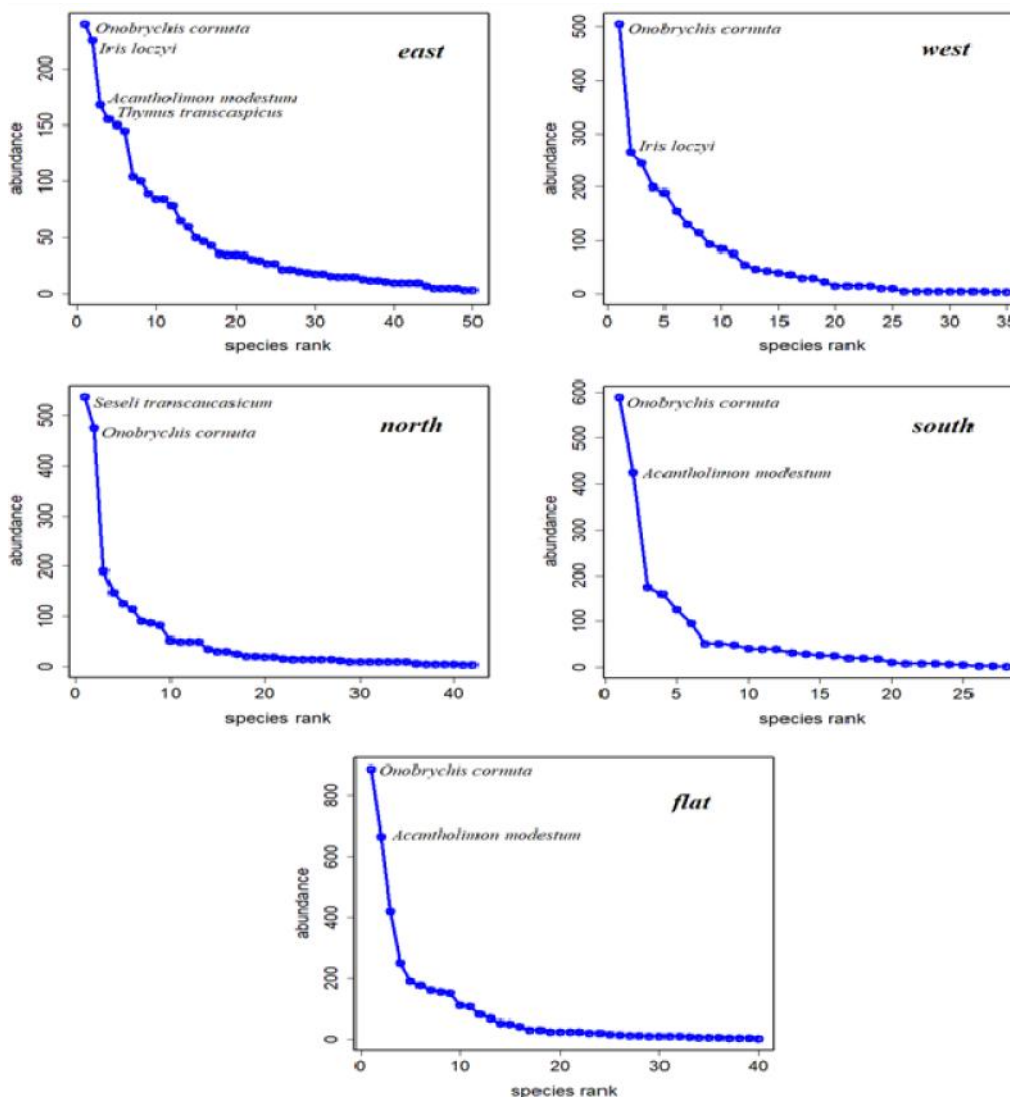 Onobrychis cornuta
Iris loczyi
east
Acantholimon modestum
Thymus transcaspicus
abundance
0 50 100 150 200
0 10 20 30 40 50
species rank
Onobrychis cornuta
west
Iris loczyi
abundance
0 100 200 300 400 500
0 5 10 15 20 25 30 35
species rank
Seseli transcaucasicum
north
Onobrychis cornuta
abundance
0 100 200 300 400 500
0 10 20 30 40
species rank
Onobrychis cornuta
south
Acantholimon modestum
abundance
0 100 200 300 400 500 600
0 5 10 15 20 25
species rank
Onobrychis cornuta
flat
Acantholimon modestum
abundance
0 200 400 600 800
0 10 20 30 40
species rank